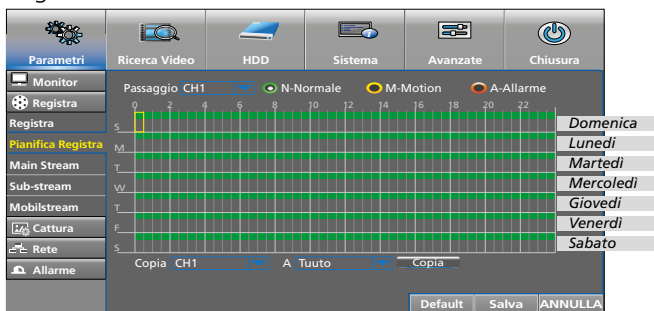 Parametri Ricerca Video HDD Sistema Avanzate Chiusura
Monitor
Registra
Registra
Pianifica Registra
Main Stream
Sub-stream
Mobilstream
Cattura
Rete
Allarme
Passaggio CH1 N-Normale M-Motion A-Allarme
0 2 4 6 8 10 12 14 16 18 20 22
S Domenica
M Lunedì
T Martedì
W Mercoledì
T Giovedì
F Venerdì
S Sabato
Copia CH1 A Tuuto Copia
Default Salva ANNULLA